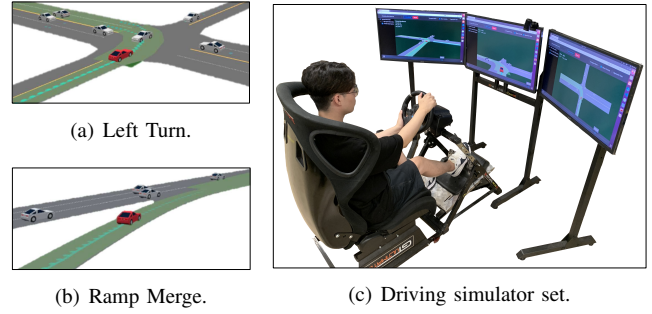 (a) Left Turn.
(b) Ramp Merge.
(c) Driving simulator set.